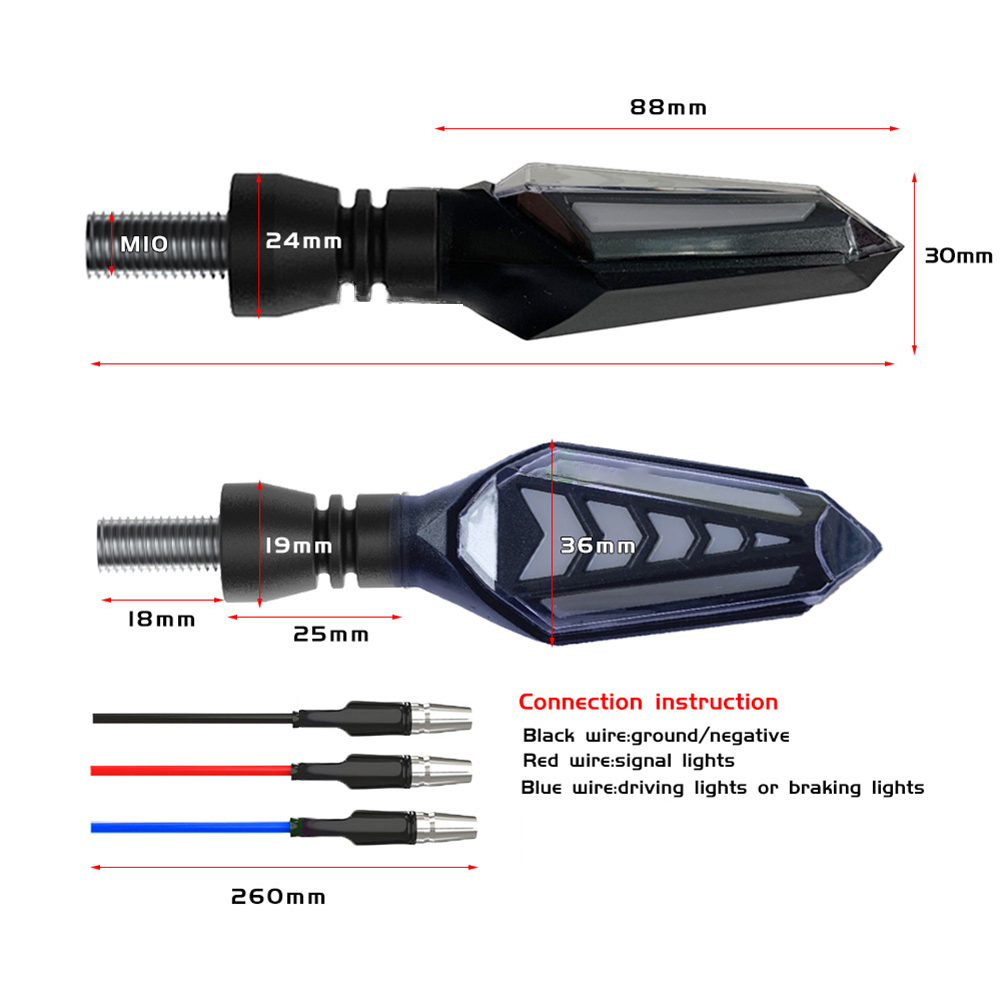 88mm
M10
24mm
30mm
19mm
36mm
18mm
25mm
Connection instruction
Black wire:ground/negative
Red wire:signal lights
Blue wire:driving lights or braking lights
260mm